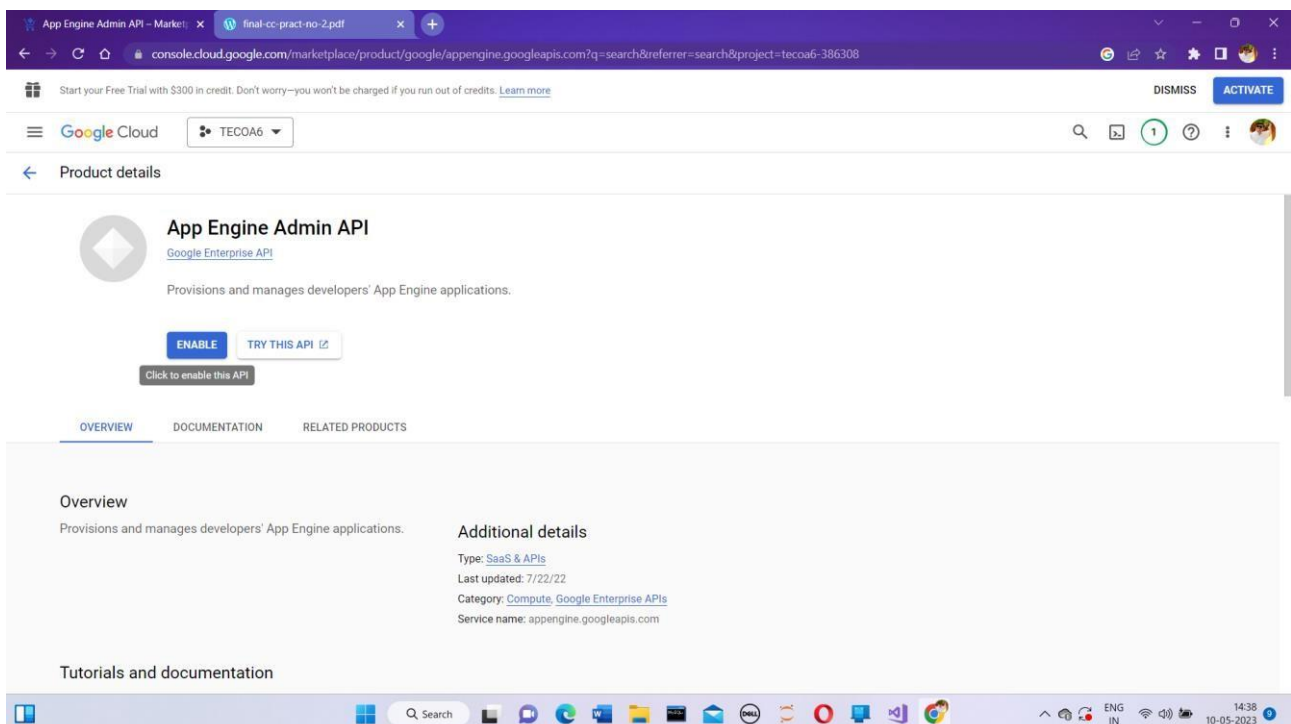 App Engine Admin API – Market
final-cc-pract-no-2.pdf
console.cloud.google.com/marketplace/product/google/appengine.googleapis.com?q=search&referrer=search&project=tecoa6-386308
Start your Free Trial with $300 in credit. Don't worry—you won't be charged if you run out of credits. Learn more
DISMISS
ACTIVATE
Google Cloud
TECOA6
1
Product details
App Engine Admin API
Google Enterprise API
Provisions and manages developers' App Engine applications.
ENABLE
TRY THIS API
Click to enable this API
OVERVIEW
DOCUMENTATION
RELATED PRODUCTS
Overview
Provisions and manages developers' App Engine applications.
Additional details
Type: SaaS & APIs
Last updated: 7/22/22
Category: Compute, Google Enterprise APIs
Service name: appengine.googleapis.com
Tutorials and documentation
Search
DELL
ENG
IN
14:38
10-05-2023
9